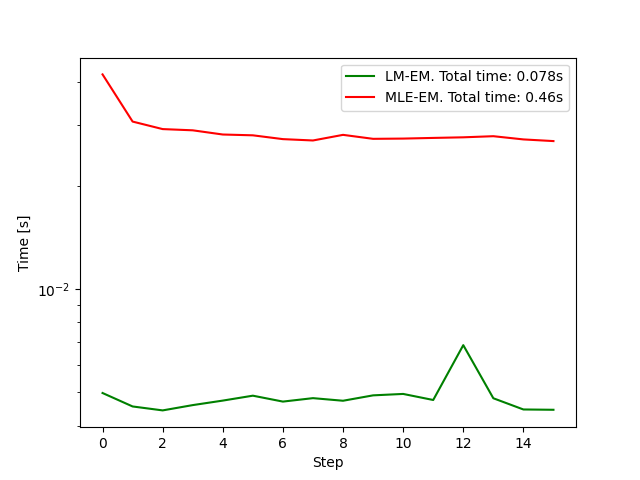 LM-EM. Total time: 0.078s
MLE-EM. Total time: 0.46s
Time [s]
10⁻²
0 2 4 6 8 10 12 14
Step